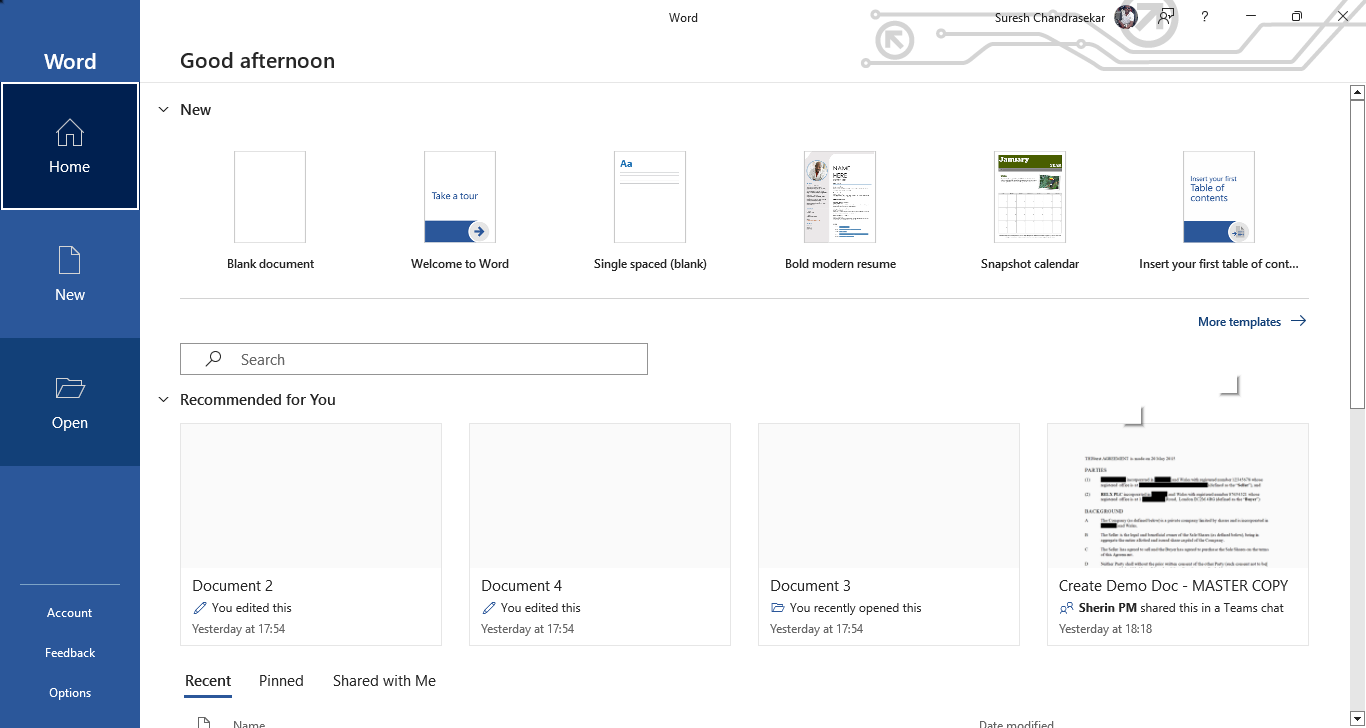 Word
Suresh Chandrasekar
?
Word
Good afternoon
Home
New
Open
Account
Feedback
Options
New
Aa
Take a tour
NAME
HERE
January
YEAR
Insert your first
Table of
contents
Blank document
Welcome to Word
Single spaced (blank)
Bold modern resume
Snapshot calendar
Insert your first table of cont...
More templates
Search
Recommended for You
PARTIES
BACKGROUND
Document 2
You edited this
Yesterday at 17:54
Document 4
You edited this
Yesterday at 17:54
Document 3
You recently opened this
Yesterday at 17:54
Create Demo Doc - MASTER COPY
Sherin PM shared this in a Teams chat
Yesterday at 18:18
Recent Pinned Shared with Me
Name Date modified